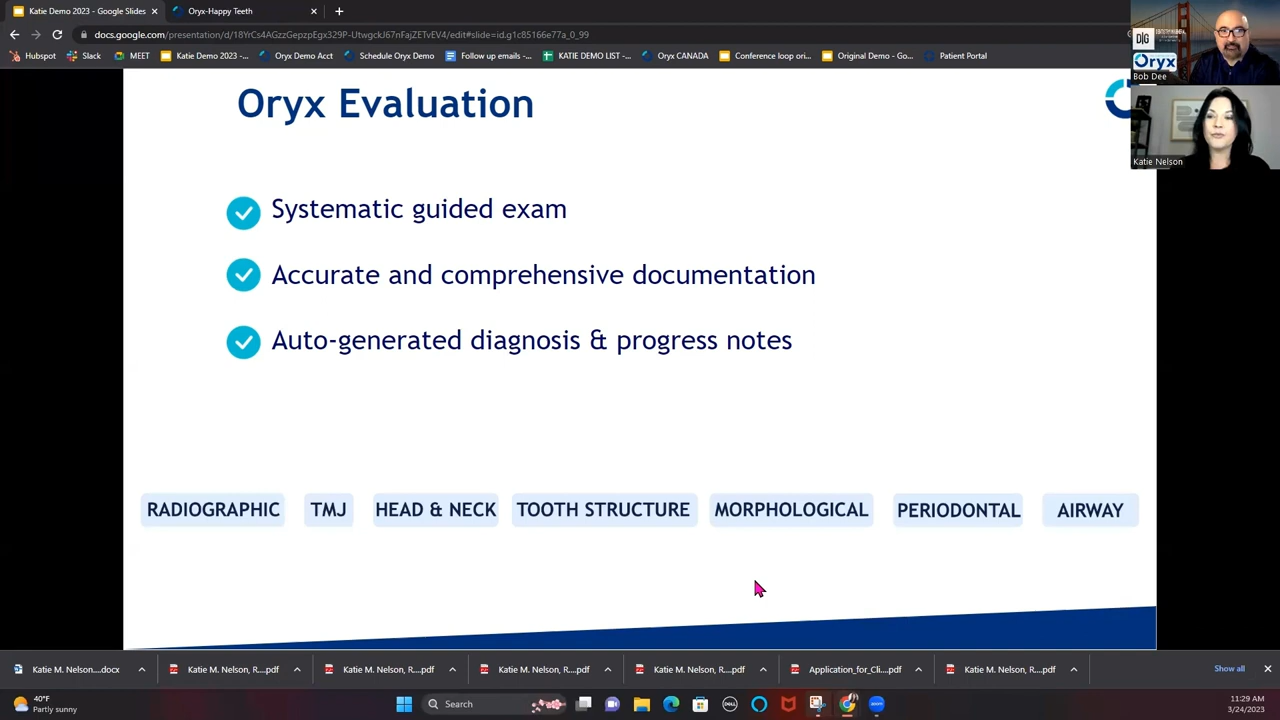 Katie Demo 2023 - Google Slides
Oryx-Happy Teeth
docs.google.com/presentation/d/18YrCs4AGzzGepzpEgx329P-UtwgckJ67nFajZETvEV4/edit#slide=id.g1c85166e77a_0_99
Hubspot
Slack
MEET
Katie Demo 2023 -...
Oryx Demo Acct
Schedule Oryx Demo
Follow up emails -...
KATIE DEMO LIST -...
Oryx CANADA
Conference loop ori...
Original Demo - Go...
Patient Portal
Oryx
Bob Dee
Katie Nelson
Oryx Evaluation
Systematic guided exam
Accurate and comprehensive documentation
Auto-generated diagnosis & progress notes
RADIOGRAPHIC
TMJ
HEAD & NECK
TOOTH STRUCTURE
MORPHOLOGICAL
PERIODONTAL
AIRWAY
Katie M. Nelson....docx
Katie M. Nelson, R....pdf
Katie M. Nelson, R....pdf
Katie M. Nelson, R....pdf
Katie M. Nelson, R....pdf
Application_for_Cli....pdf
Katie M. Nelson, R....pdf
Show all
40°F
Partly sunny
Search
DELL
11:29 AM
3/24/2023